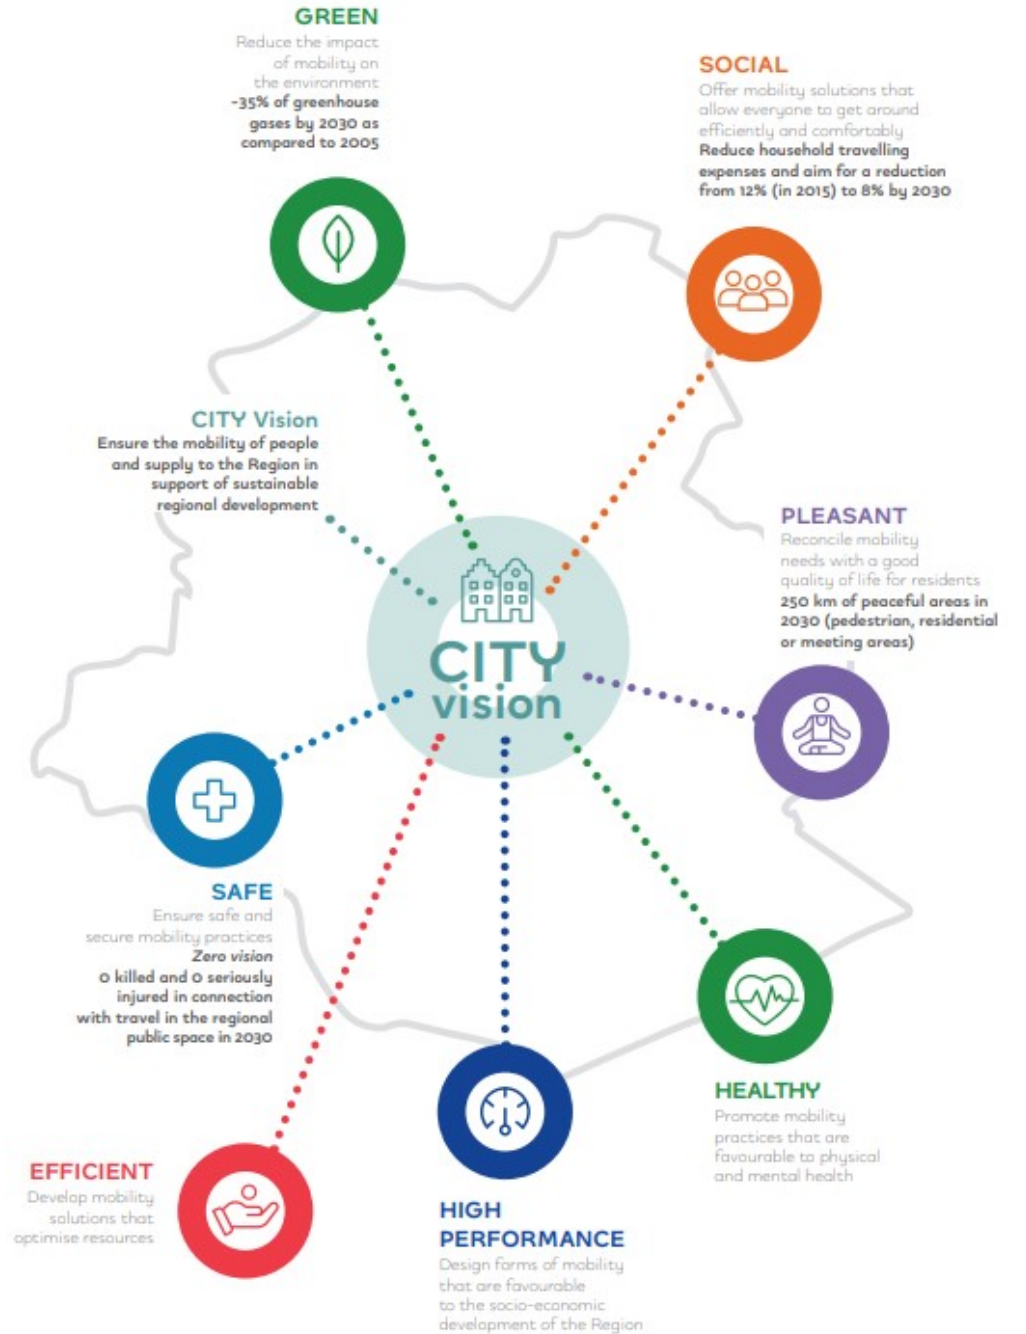 GREEN
Reduce the impact
of mobility on
the environment
-35% of greenhouse
gases by 2030 as
compared to 2005
SOCIAL
Offer mobility solutions that
allow everyone to get around
efficiently and comfortably
Reduce household travelling
expenses and aim for a reduction
from 12% (in 2015) to 8% by 2030
CITY Vision
Ensure the mobility of people
and supply to the Region in
support of sustainable
regional development
PLEASANT
Reconcile mobility
needs with a good
quality of life for residents
250 km of peaceful areas in
2030 (pedestrian, residential
or meeting areas)
CITY
vision
SAFE
Ensure safe and
secure mobility practices
Zero vision
0 killed and 0 seriously
injured in connection
with travel in the regional
public space in 2030
HEALTHY
Promote mobility
practices that are
favourable to physical
and mental health
EFFICIENT
Develop mobility
solutions that
optimise resources
HIGH
PERFORMANCE
Design forms of mobility
that are favourable
to the socio-economic
development of the Region